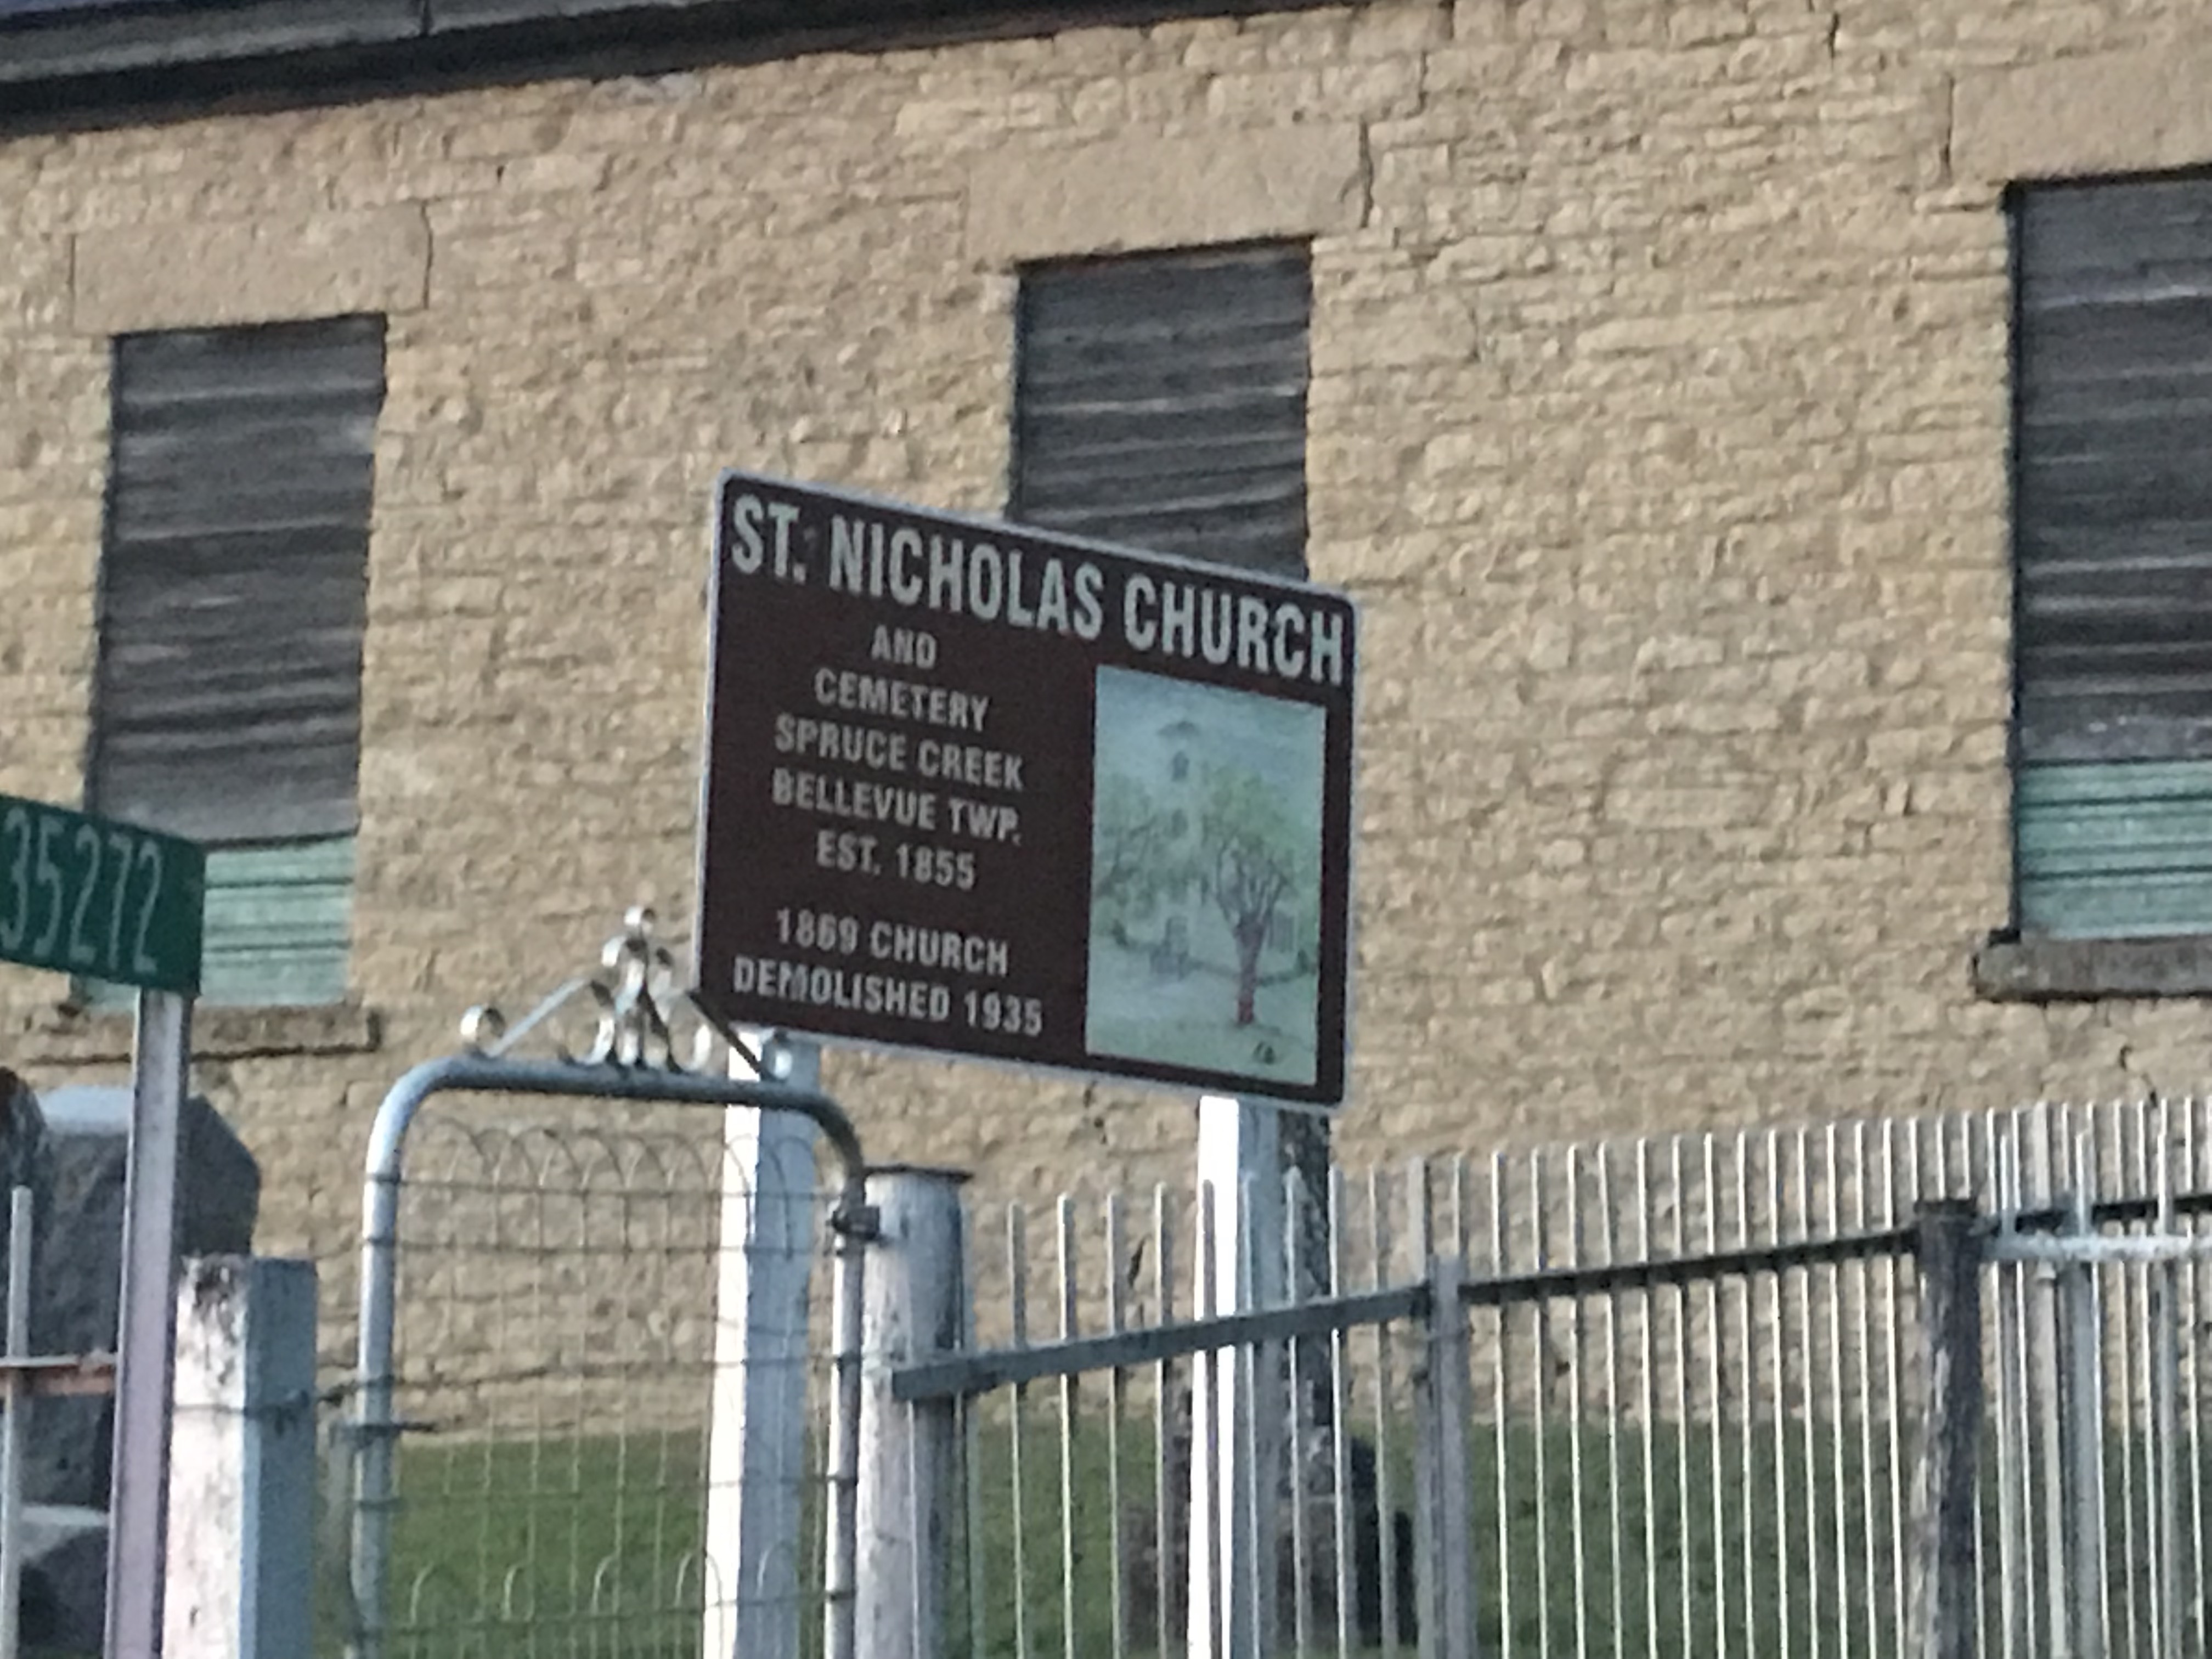 ST. NICHOLAS CHURCH
AND
CEMETERY
SPRUCE CREEK
BELLEVUE TWP.
EST. 1855
1869 CHURCH
DEMOLISHED 1935
35272